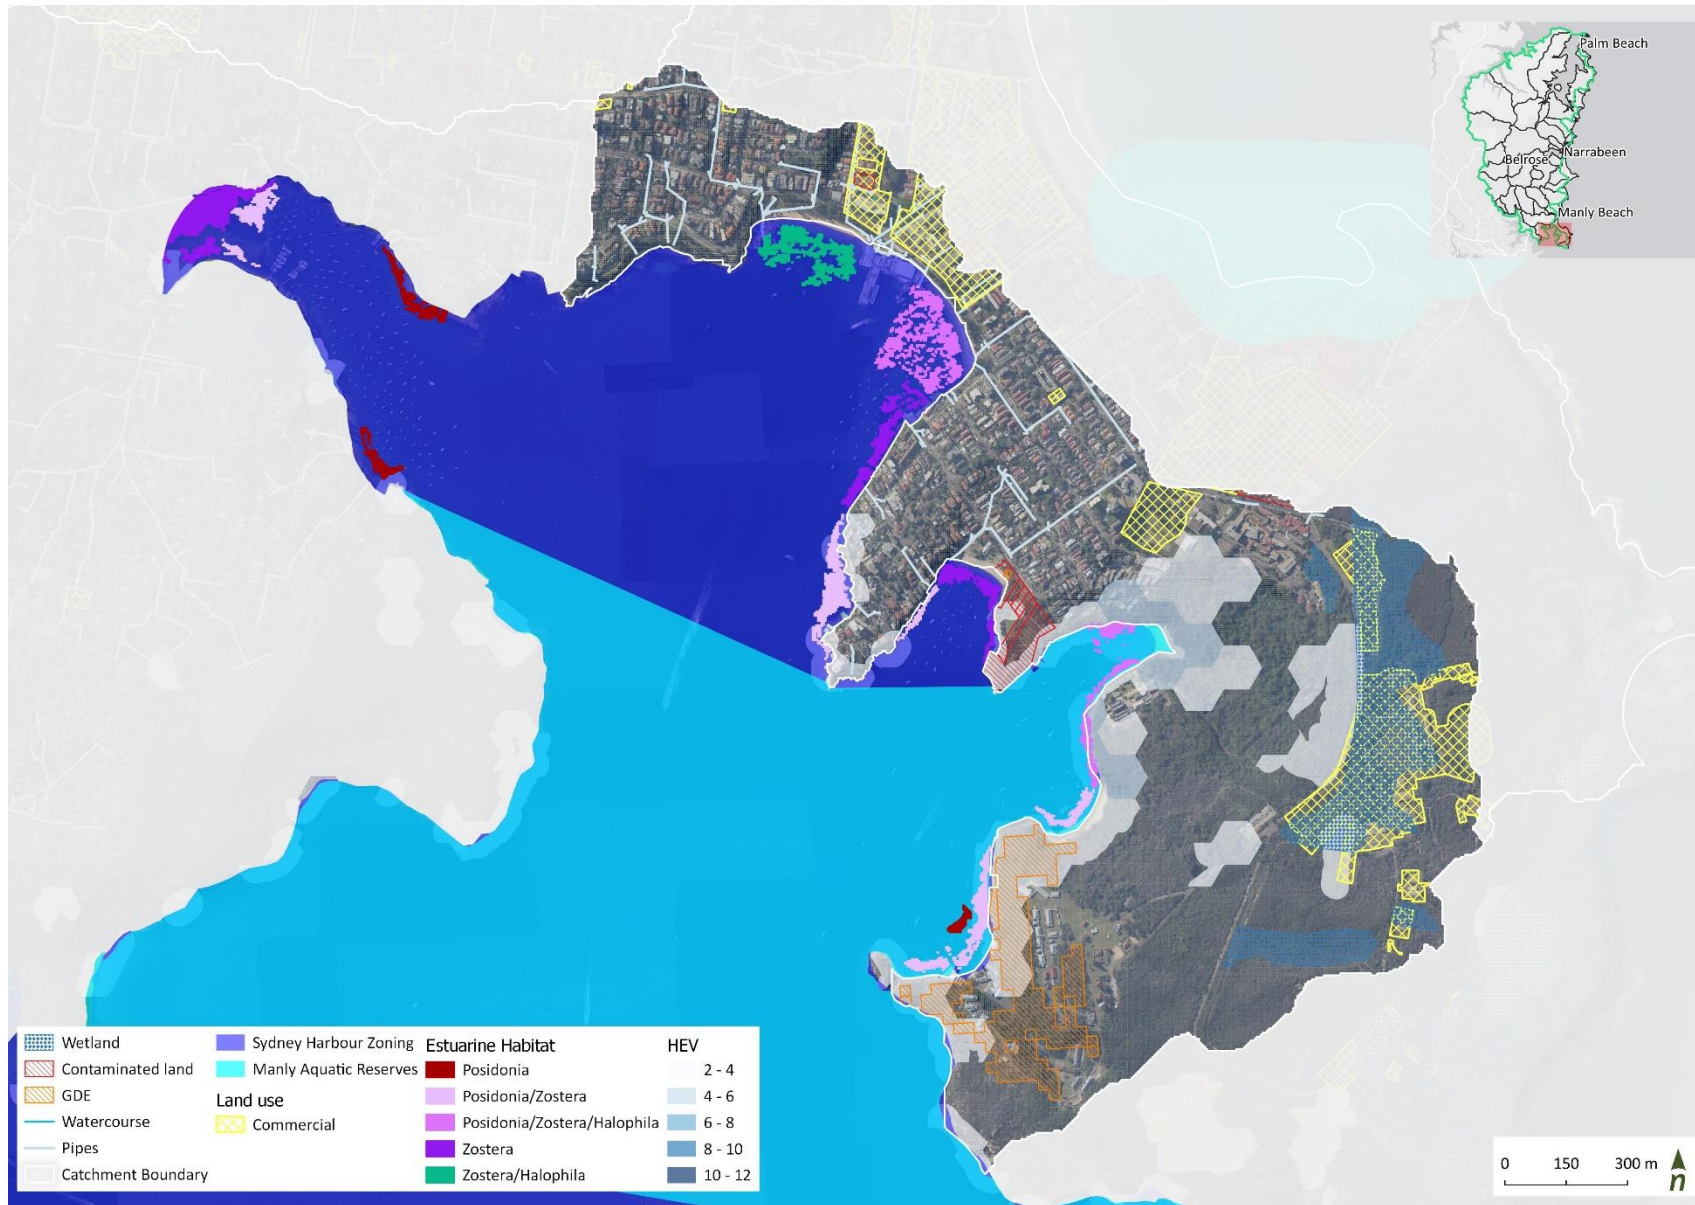 Palm Beach
Narrabeen
Belrose
Manly Beach
Wetland
Contaminated land
GDE
Watercourse
Pipes
Catchment Boundary
Sydney Harbour Zoning
Manly Aquatic Reserves
Land use
Commercial
Estuarine Habitat
Posidonia
Posidonia/Zostera
Posidonia/Zostera/Halophila
Zostera
Zostera/Halophila
HEV
2 - 4
4 - 6
6 - 8
8 - 10
10 - 12
0 150 300 m
n